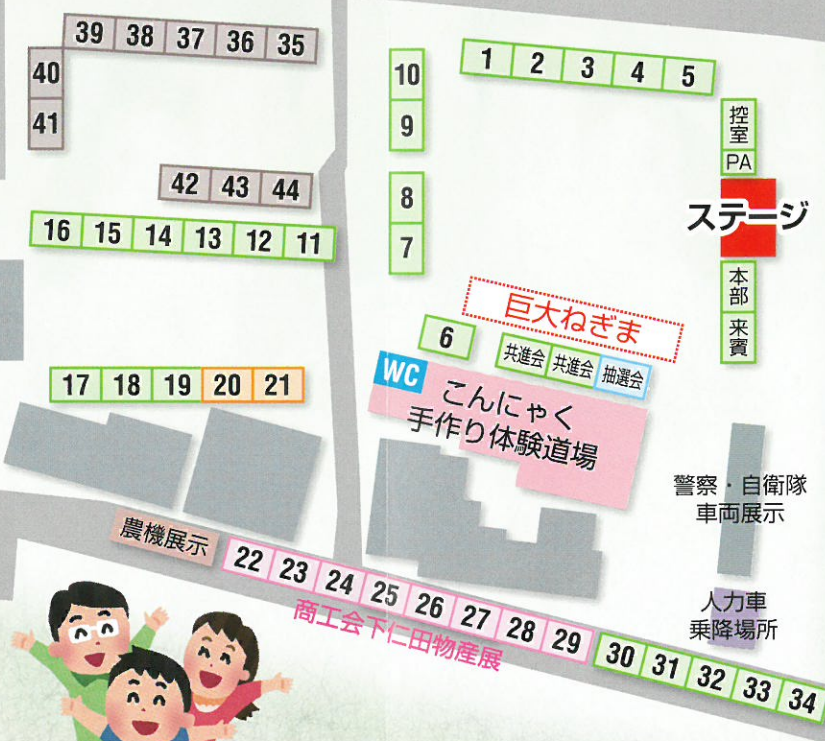 39 38 37 36 35
40
41
42 43 44
16 15 14 13 12 11
17 18 19 20 21
10
9
8
7
1 2 3 4 5
控室
PA
ステージ
本部
来賓
巨大ねぎま
6
共進会 共進会 抽選会
WC
こんにゃく
手作り体験道場
警察・自衛隊
車両展示
人力車
乗降場所
農機展示
22 23 24 25 26 27 28 29 30 31 32 33 34
商工会下仁田物産展